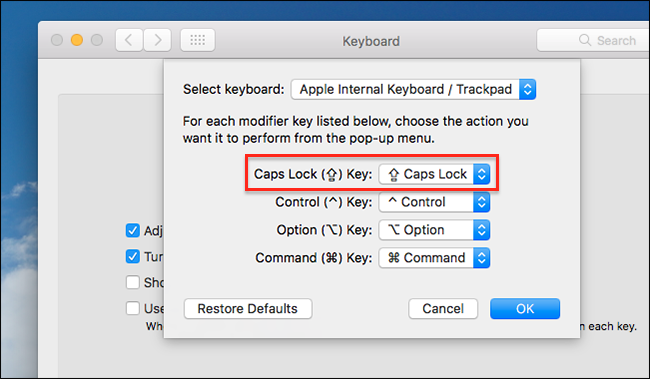 Keyboard
Search
Select keyboard: Apple Internal Keyboard / Trackpad
For each modifier key listed below, choose the action you
want it to perform from the pop-up menu.
Caps Lock (⇪) Key: ⇪ Caps Lock
Control (^) Key: ^ Control
Option (⌥) Key: ⌥ Option
Command (⌘) Key: ⌘ Command
Adj
Tur
Sho
Use
Restore Defaults Cancel OK
Wh n each key.